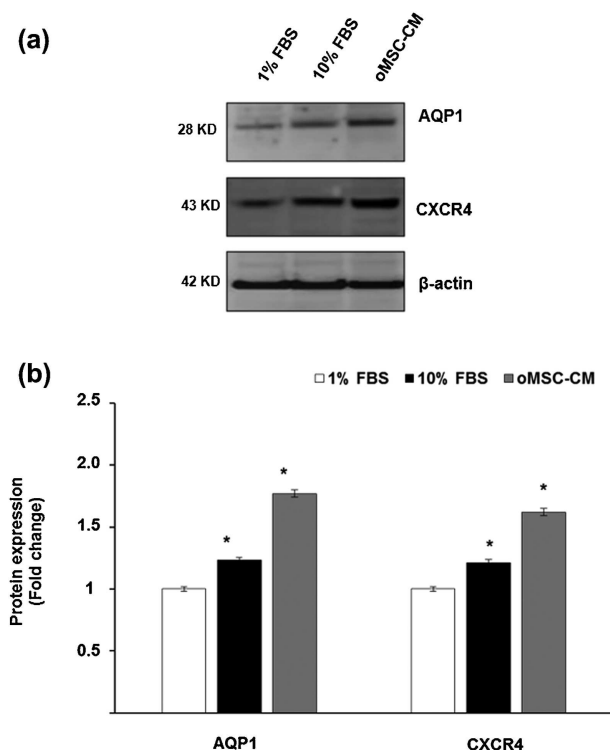 (a)
1% FBS
10% FBS
oMSC-CM
28 KD
AQP1
43 KD
CXCR4
42 KD
β-actin
(b)
1% FBS
10% FBS
oMSC-CM
Protein expression
(Fold change)
2.5
2.0
1.5
1
0.5
*
*
*
*
AQP1
CXCR4